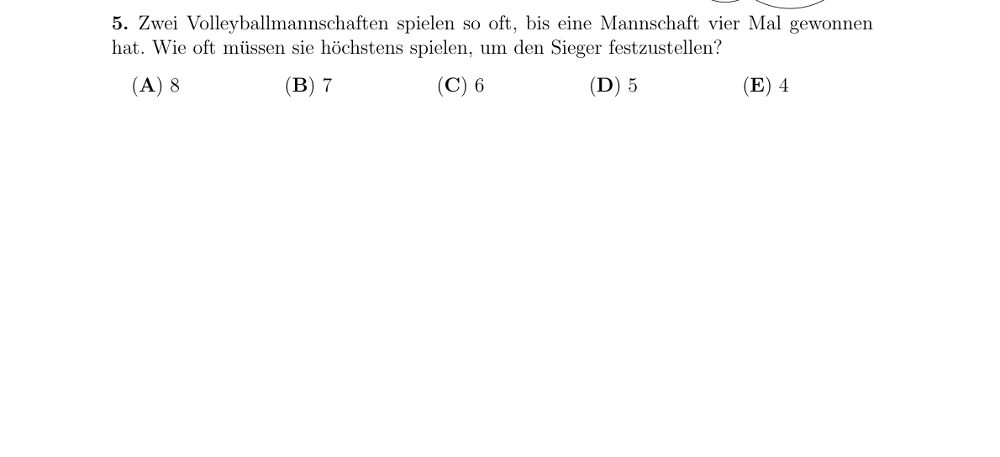 5. Zwei Volleyballmannschaften spielen so oft, bis eine Mannschaft vier Mal gewonnen
hat. Wie oft müssen sie höchstens spielen, um den Sieger festzustellen?
(A) 8 (B) 7 (C) 6 (D) 5 (E) 4